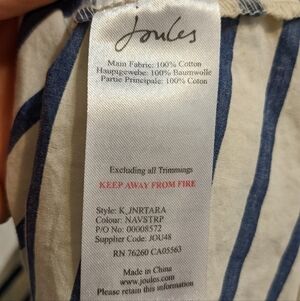 Joules
Main Fabric: 100% Cotton
Hauptgewebe: 100% Baumwolle
Partie Principale: 100% Coton
Excluding all Trimmings
KEEP AWAY FROM FIRE
Style: K_JNRTARA
Colour: NAVSTRP
P/O No: 00008572
Supplier Code: JOU48
RN 76260 CA05563
Made in China
www.joules.com
Please retain this information